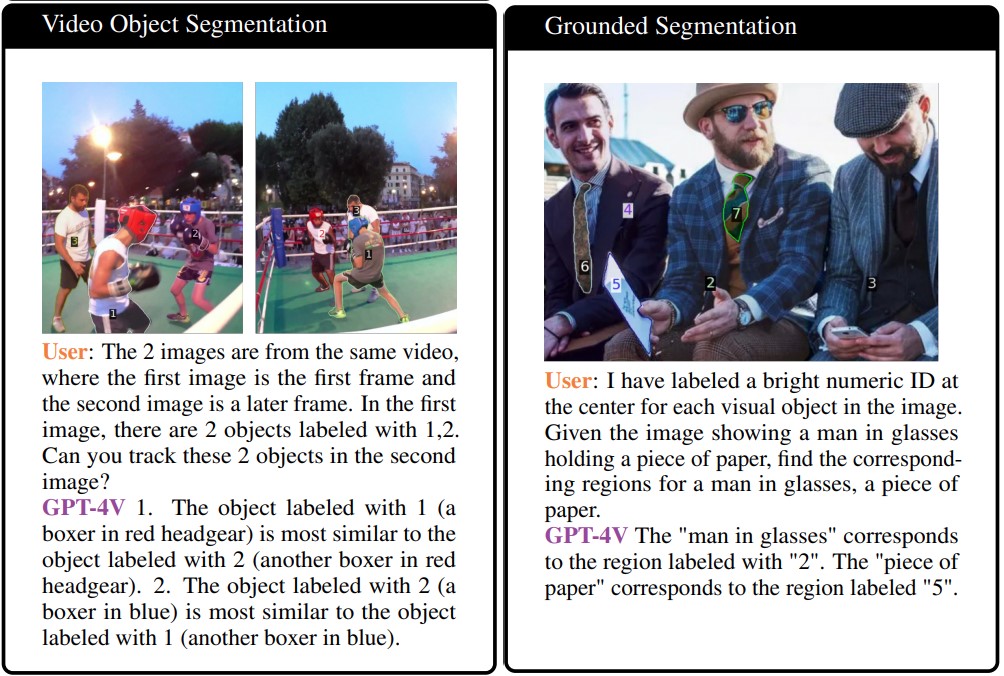 Video Object Segmentation
3
2
1
3
2
1
User: The 2 images are from the same video,
where the first image is the first frame and
the second image is a later frame. In the first
image, there are 2 objects labeled with 1,2.
Can you track these 2 objects in the second
image?
GPT-4V 1. The object labeled with 1 (a
boxer in red headgear) is most similar to the
object labeled with 2 (another boxer in red
headgear). 2. The object labeled with 2 (a
boxer in blue) is most similar to the object
labeled with 1 (another boxer in blue).
Grounded Segmentation
4
7
6
5
2
3
User: I have labeled a bright numeric ID at
the center for each visual object in the image.
Given the image showing a man in glasses
holding a piece of paper, find the correspond-
ing regions for a man in glasses, a piece of
paper.
GPT-4V The "man in glasses" corresponds
to the region labeled with "2". The "piece of
paper" corresponds to the region labeled "5".